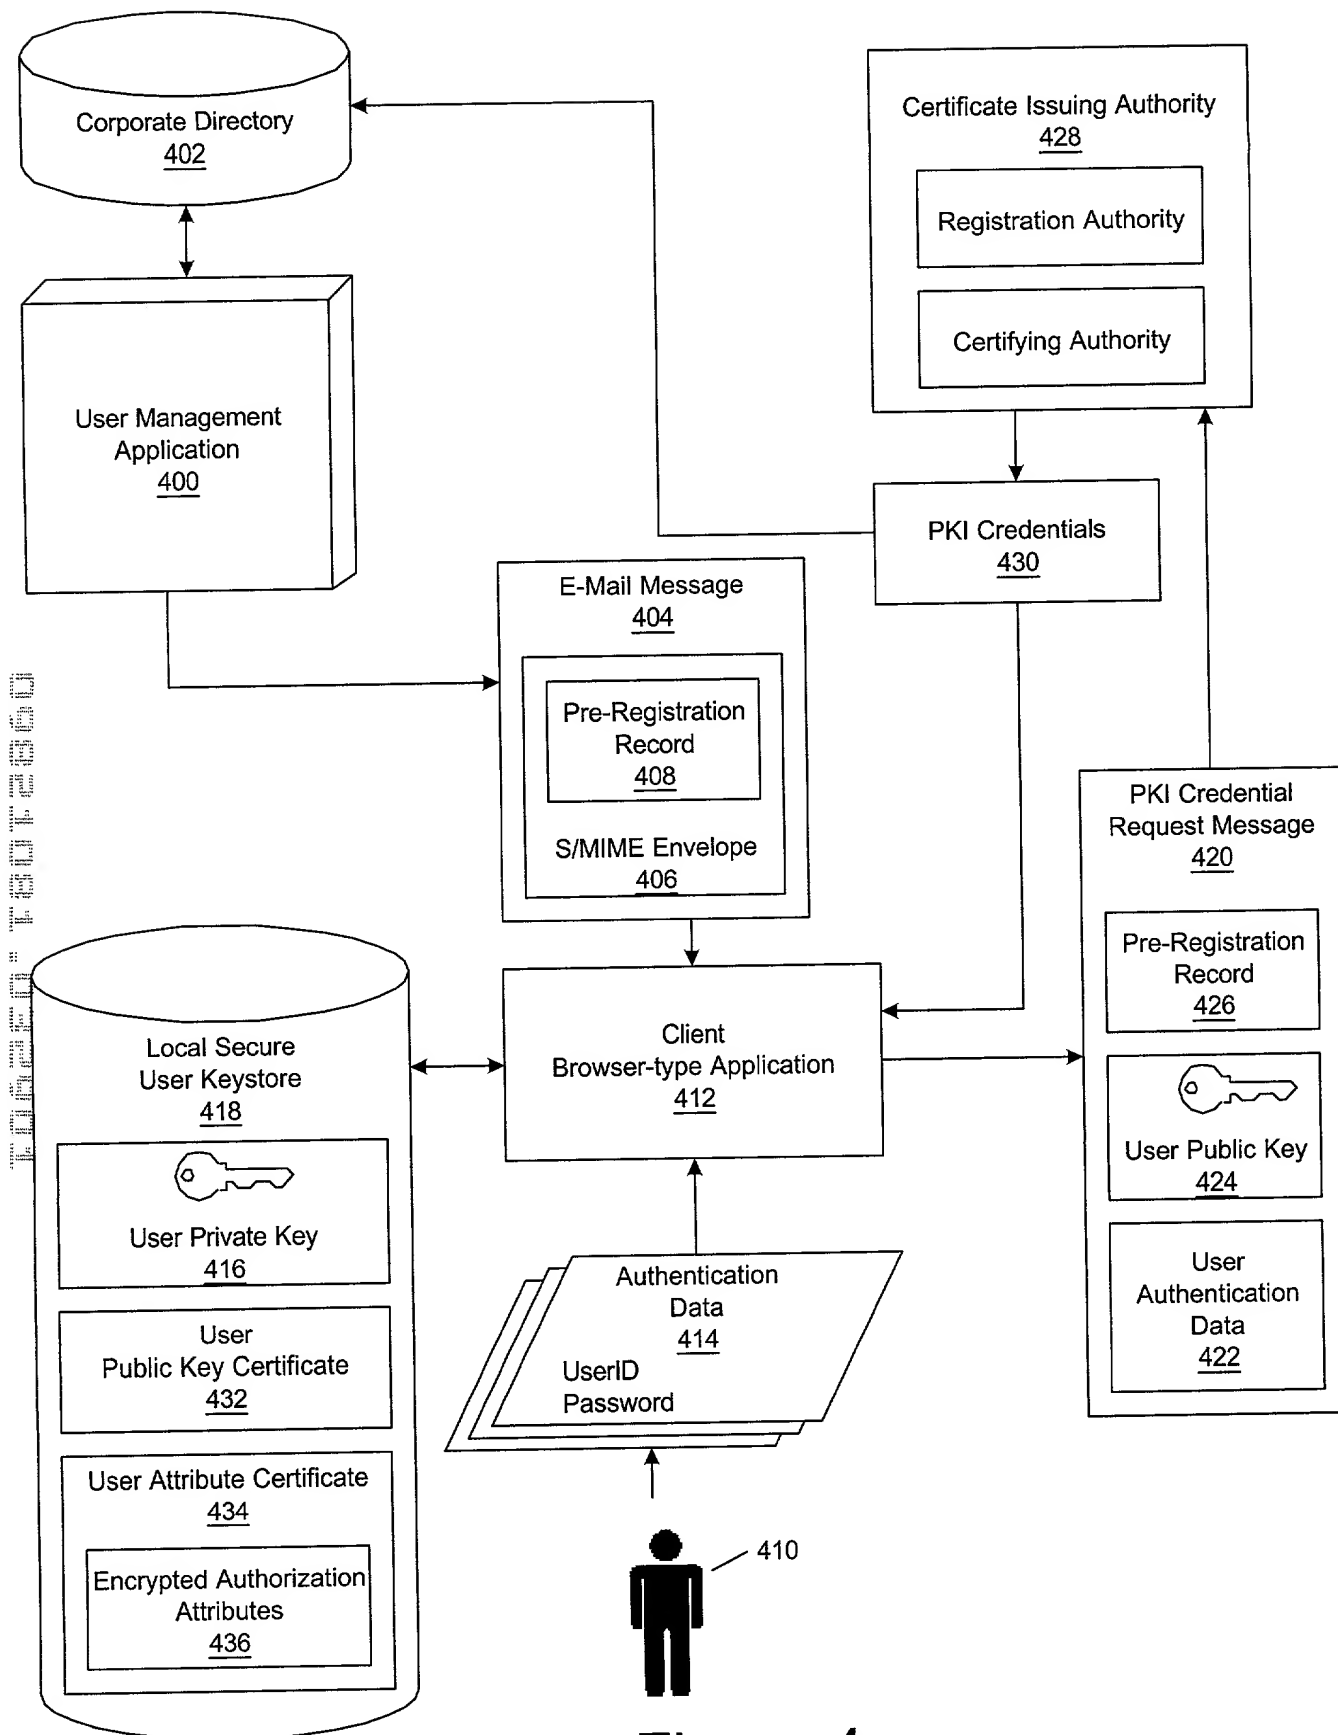 Corporate Directory
402
User Management
Application
400
Certificate Issuing Authority
428
Registration Authority
Certifying Authority
PKI Credentials
430
E-Mail Message
404
Pre-Registration
Record
408
S/MIME Envelope
406
PKI Credential
Request Message
420
Pre-Registration
Record
426
User Public Key
424
User
Authentication
Data
422
Client
Browser-type Application
412
Local Secure
User Keystore
418
User Private Key
416
User
Public Key Certificate
432
User Attribute Certificate
434
Encrypted Authorization
Attributes
436
Authentication
Data
414
UserID
Password
410